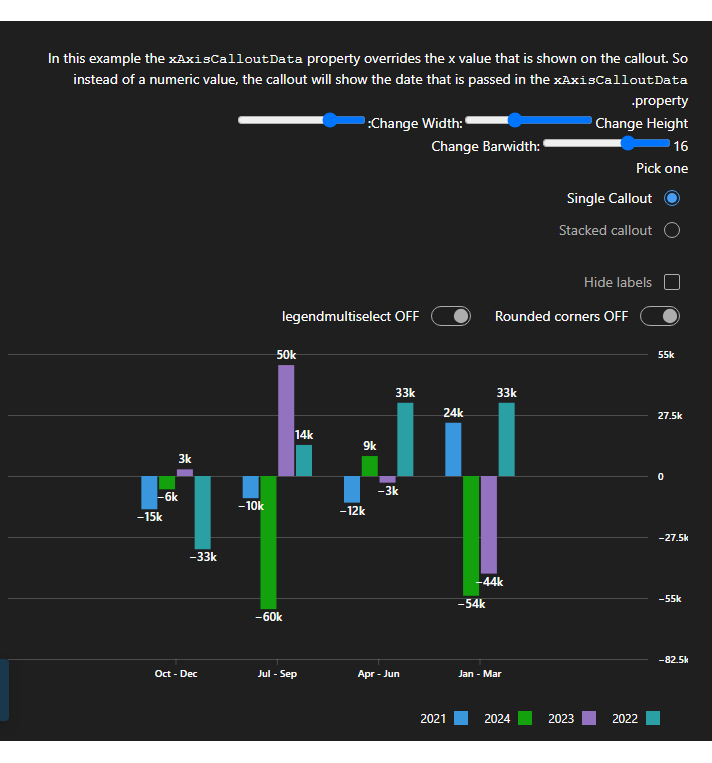 In this example the xAxisCalloutData property overrides the x value that is shown on the callout. So
instead of a numeric value, the callout will show the date that is passed in the xAxisCalloutData
.property
:Change Width: Change Height
Change Barwidth: 16
Pick one
Single Callout
Stacked callout
Hide labels
legendmultiselect OFF Rounded corners OFF
55k
27.5k
0
−27.5k
−55k
−82.5k
−15k
−6k
3k
−33k
−10k
−60k
50k
14k
−12k
9k
−3k
33k
24k
−54k
−44k
33k
Oct - Dec Jul - Sep Apr - Jun Jan - Mar
2021 2024 2023 2022